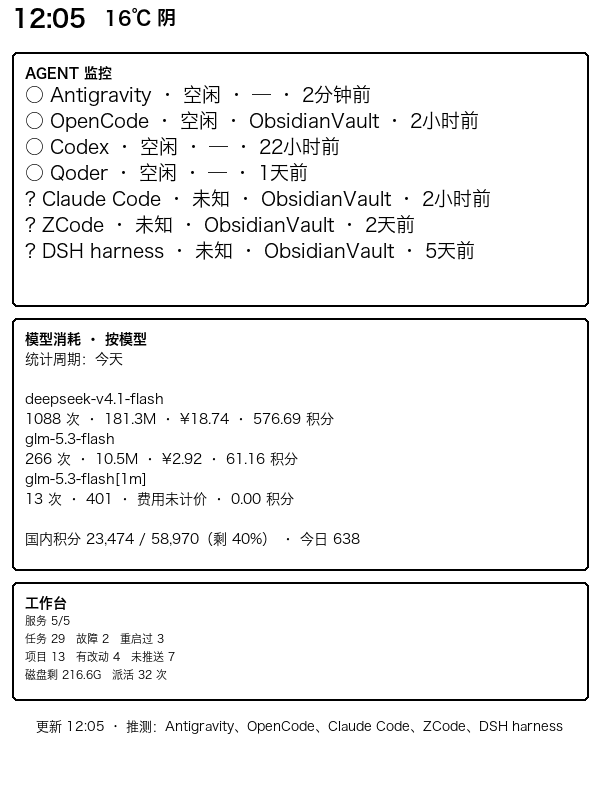 12:05 16℃ 阴
AGENT 监控
○ Antigravity · 空闲 · — · 2分钟前
○ OpenCode · 空闲 · ObsidianVault · 2小时前
○ Codex · 空闲 · — · 22小时前
○ Qoder · 空闲 · — · 1天前
? Claude Code · 未知 · ObsidianVault · 2小时前
? ZCode · 未知 · ObsidianVault · 2天前
? DSH harness · 未知 · ObsidianVault · 5天前
模型消耗 · 按模型
统计周期：今天
deepseek-v4.1-flash
1088 次 · 181.3M · ¥18.74 · 576.69 积分
glm-5.3-flash
266 次 · 10.5M · ¥2.92 · 61.16 积分
glm-5.3-flash[1m]
13 次 · 401 · 费用未计价 · 0.00 积分
国内积分 23,474 / 58,970（剩 40%） · 今日 638
工作台
服务 5/5
任务 29 故障 2 重启过 3
项目 13 有改动 4 未推送 7
磁盘剩 216.6G 派活 32 次
更新 12:05 · 推测：Antigravity、OpenCode、Claude Code、ZCode、DSH harness